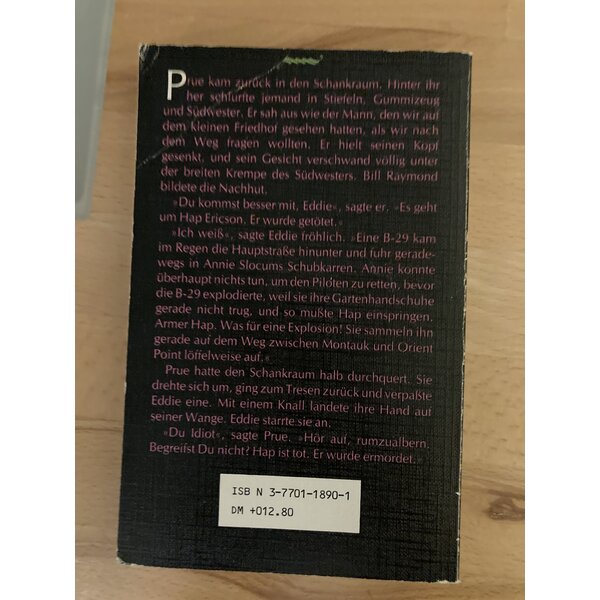 Prue kam zurück in den Schankraum. Hinter ihr
her schlurfte jemand in Stiefeln, Gummizeug
und Südwester. Er sah aus wie der Mann, den wir auf
dem kleinen Friedhof gesehen hatten, als wir nach
dem Weg fragen wollten. Er hielt seinen Kopf
gesenkt, und sein Gesicht verschwand völlig unter
der breiten Krempe des Südwesters. Bill Raymond
bildete die Nachhut.
»Du kommst besser mit, Eddie«, sagte er. »Es geht
um Hap Ericson. Er wurde getötet.«
»Ich weiß«, sagte Eddie fröhlich. »Eine B-29 kam
im Regen die Hauptstraße hinunter und fuhr gerade-
wegs in Annie Slocums Schubkarren. Annie konnte
überhaupt nichts tun, um den Piloten zu retten, bevor
die B-29 explodierte, weil sie ihre Gartenhandschuhe
gerade nicht trug, und so mußte Hap einspringen.
Armer Hap. Was für eine Explosion! Sie sammeln ihn
gerade auf dem Weg zwischen Montauk und Orient
Point löffelweise auf.«
Prue hatte den Schankraum halb durchquert. Sie
drehte sich um, ging zum Tresen zurück und verpaßte
Eddie eine. Mit einem Knall landete ihre Hand auf
seiner Wange. Eddie starrte sie an.
»Du Idiot«, sagte Prue. »Hör auf, rumzualbern.
Begreifst Du nicht? Hap ist tot. Er wurde ermordet.«
ISB N 3-7701-1890-1
DM +012.80